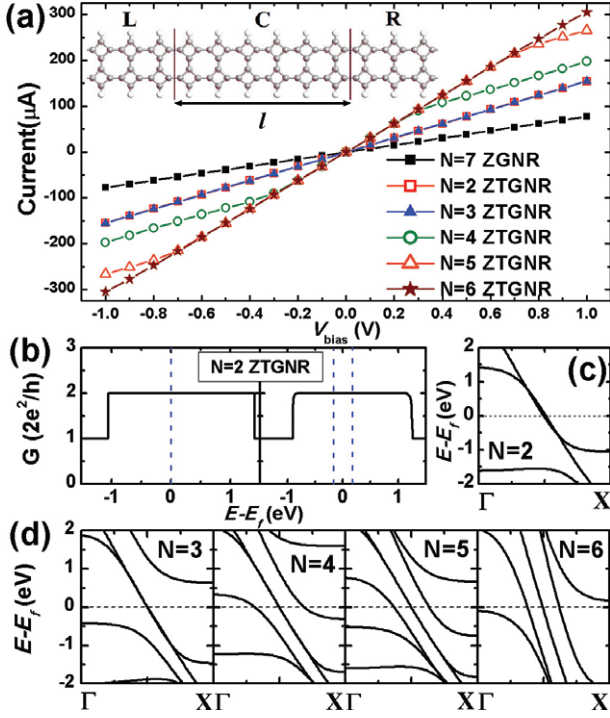 (a)
L C R
l
300
200
100
0
-100
-200
-300
Current(μA)
N=7 ZGNR
N=2 ZTGNR
N=3 ZTGNR
N=4 ZTGNR
N=5 ZTGNR
N=6 ZTGNR
-1.0 -0.8 -0.6 -0.4 -0.2 0.0 0.2 0.4 0.6 0.8 1.0
Vbias (V)
(b)
N=2 ZTGNR
3
2
1
0
G (2e²/h)
-1 0 1 -1 0 1
E-Ef(eV)
(c)
2
1
0
-1
-2
E-Ef (eV)
N=2
Γ X
(d)
2
1
0
-1
-2
E-Ef (eV)
N=3 N=4 N=5 N=6
Γ XΓ XΓ XΓ X